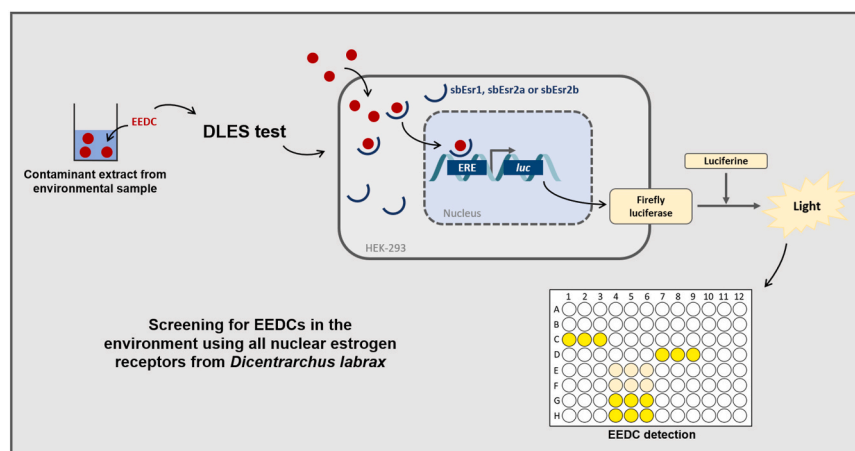 EEDC
Contaminant extract from
environmental sample
DLES test
sbEsr1, sbEsr2a or sbEsr2b
ERE
luc
Nucleus
HEK-293
Firefly
luciferase
Luciferine
Light
Screening for EEDCs in the
environment using all nuclear estrogen
receptors from Dicentrarchus labrax
1 2 3 4 5 6 7 8 9 10 11 12
A
B
C
D
E
F
G
H
EEDC detection